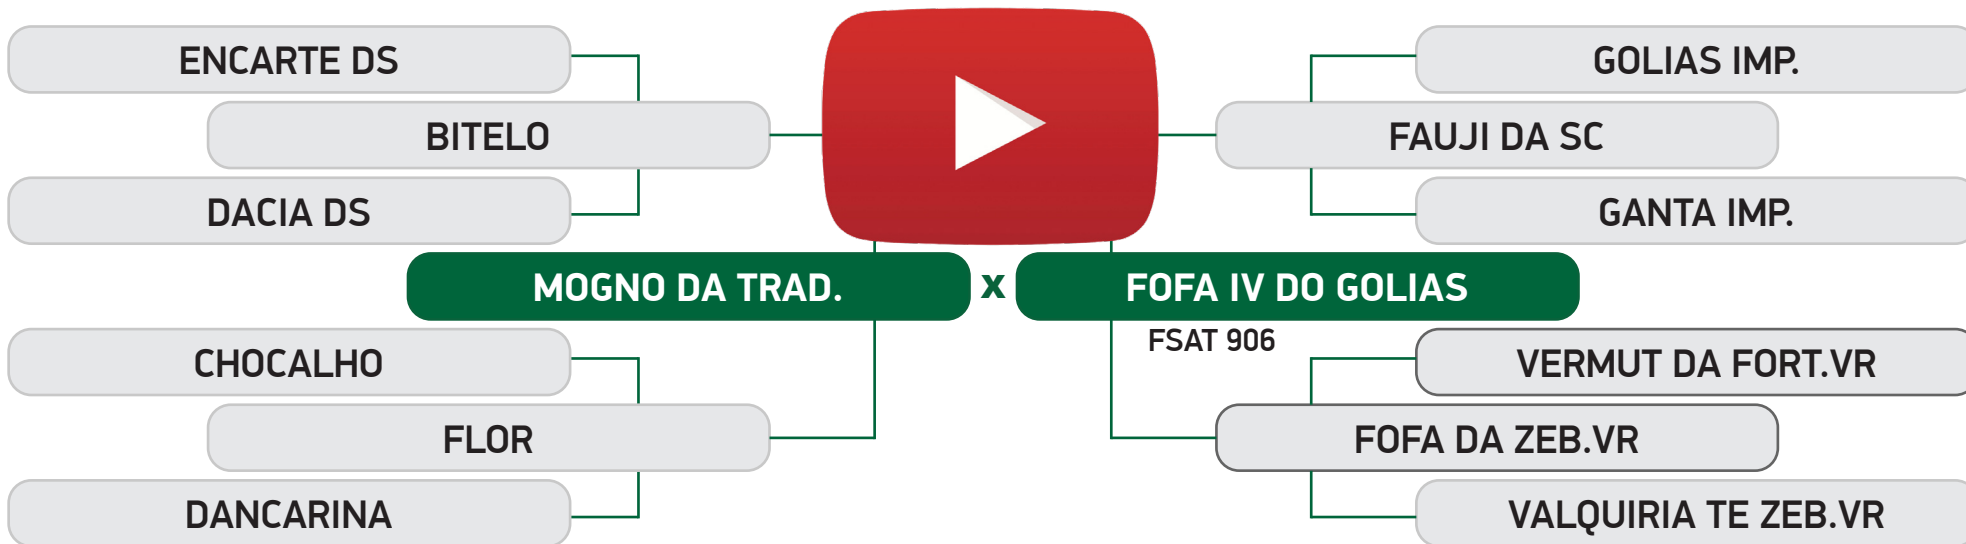 ENCARTE DS
BITELO
DACIA DS
GOLIAS IMP.
FAUJI DA SC
GANTA IMP.
MOGNO DA TRAD.
x
FOFA IV DO GOLIAS
FSAT 906
CHOCALHO
FLOR
DANCARINA
VERMUT DA FORT.VR
FOFA DA ZEB.VR
VALQUIRIA TE ZEB.VR